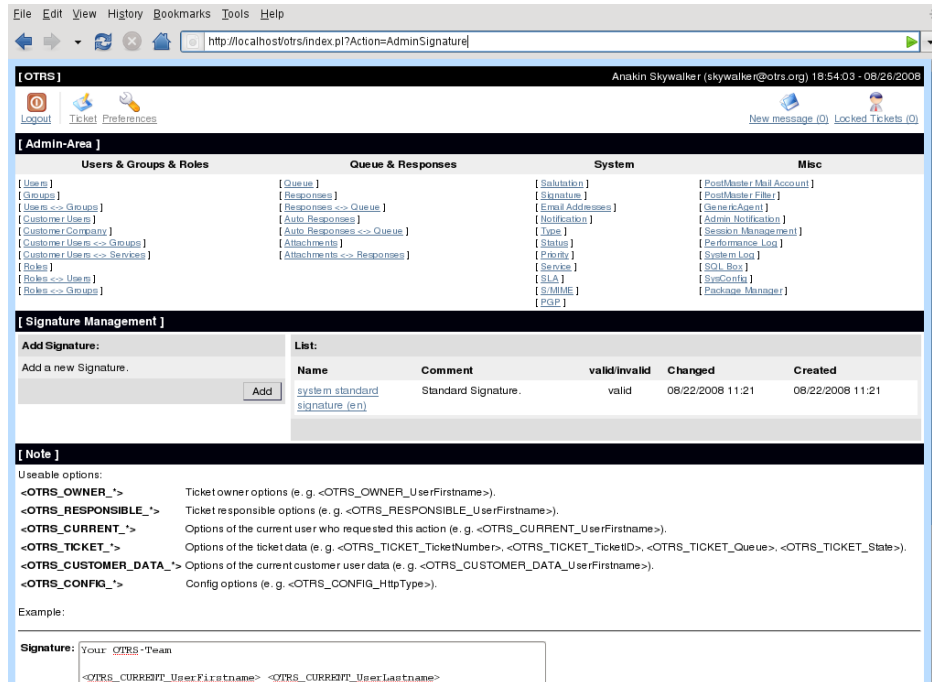 File Edit View History Bookmarks Tools Help
http://localhost/otrs/index.pl?Action=AdminSignature
[ OTRS ] Anakin Skywalker (skywalker@otrs.org) 18:54:03 - 08/26/2008
Logout Ticket Preferences New message (0) Locked Tickets (0)
[ Admin-Area ]
Users & Groups & Roles Queue & Responses System Misc
[ Users ] [ Queue ] [ Salutation ] [ PostMaster Mail Account ]
[ Groups ] [ Responses ] [ Signature ] [ PostMaster Filter ]
[ Users <-> Groups ] [ Responses <-> Queue ] [ Email Addresses ] [ GenericAgent ]
[ Customer Users ] [ Auto Responses ] [ Notification ] [ Admin Notification ]
[ Customer Company ] [ Auto Responses <-> Queue ] [ Type ] [ Session Management ]
[ Customer Users <-> Groups ] [ Attachments ] [ Status ] [ Performance Log ]
[ Customer Users <-> Services ] [ Attachments <-> Responses ] [ Priority ] [ System Log ]
[ Roles ] [ Service ] [ SQL Box ]
[ Roles <-> Users ] [ SLA ] [ SysConfig ]
[ Roles <-> Groups ] [ S/MIME ] [ Package Manager ]
[ PGP ]
[ Signature Management ]
Add Signature: List:
Add a new Signature. Name Comment valid/invalid Changed Created
Add system standard signature (en) Standard Signature. valid 08/22/2008 11:21 08/22/2008 11:21
[ Note ]
Useable options:
<OTRS_OWNER_*> Ticket owner options (e. g. <OTRS_OWNER_UserFirstname>).
<OTRS_RESPONSIBLE_*> Ticket responsible options (e. g. <OTRS_RESPONSIBLE_UserFirstname>).
<OTRS_CURRENT_*> Options of the current user who requested this action (e. g. <OTRS_CURRENT_UserFirstname>).
<OTRS_TICKET_*> Options of the ticket data (e. g. <OTRS_TICKET_TicketNumber>, <OTRS_TICKET_TicketID>, <OTRS_TICKET_Queue>, <OTRS_TICKET_State>).
<OTRS_CUSTOMER_DATA_*> Options of the current customer user data (e. g. <OTRS_CUSTOMER_DATA_UserFirstname>).
<OTRS_CONFIG_*> Config options (e. g. <OTRS_CONFIG_HttpType>).
Example:
Signature: Your OTRS-Team
<OTRS_CURRENT_UserFirstname> <OTRS_CURRENT_UserLastname>